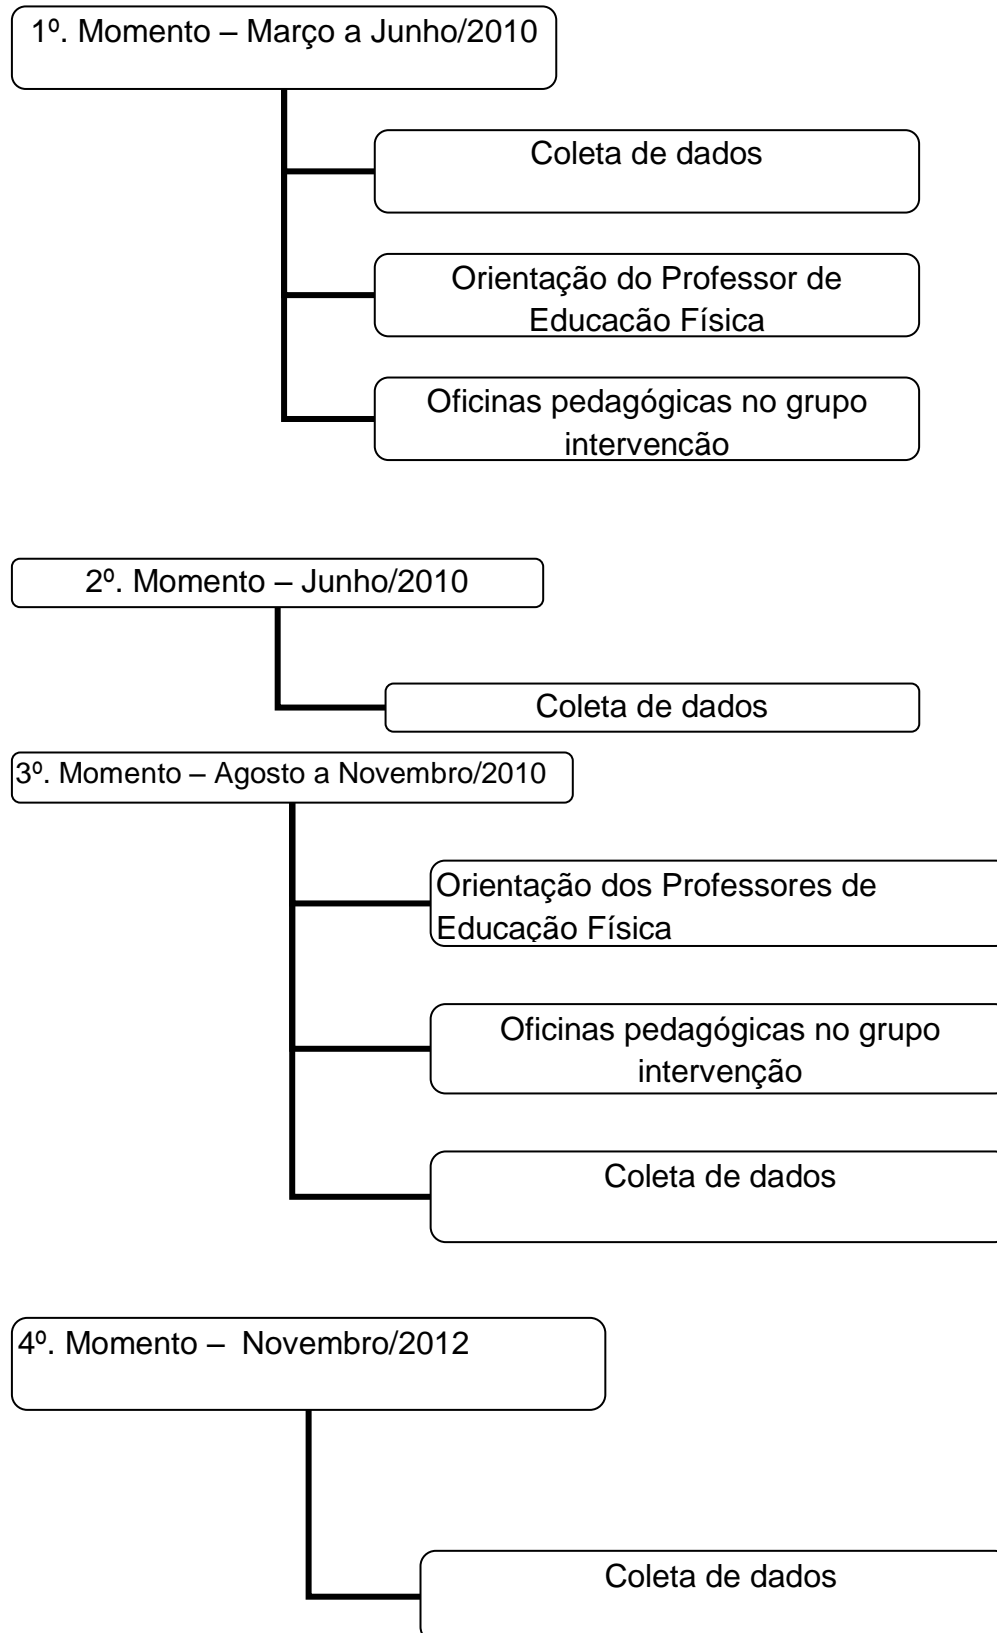 1º. Momento – Março a Junho/2010
Coleta de dados
Orientação do Professor de
Educação Física
Oficinas pedagógicas no grupo
intervenção
2º. Momento – Junho/2010
Coleta de dados
3º. Momento – Agosto a Novembro/2010
Orientação dos Professores de
Educação Física
Oficinas pedagógicas no grupo
intervenção
Coleta de dados
4º. Momento – Novembro/2012
Coleta de dados